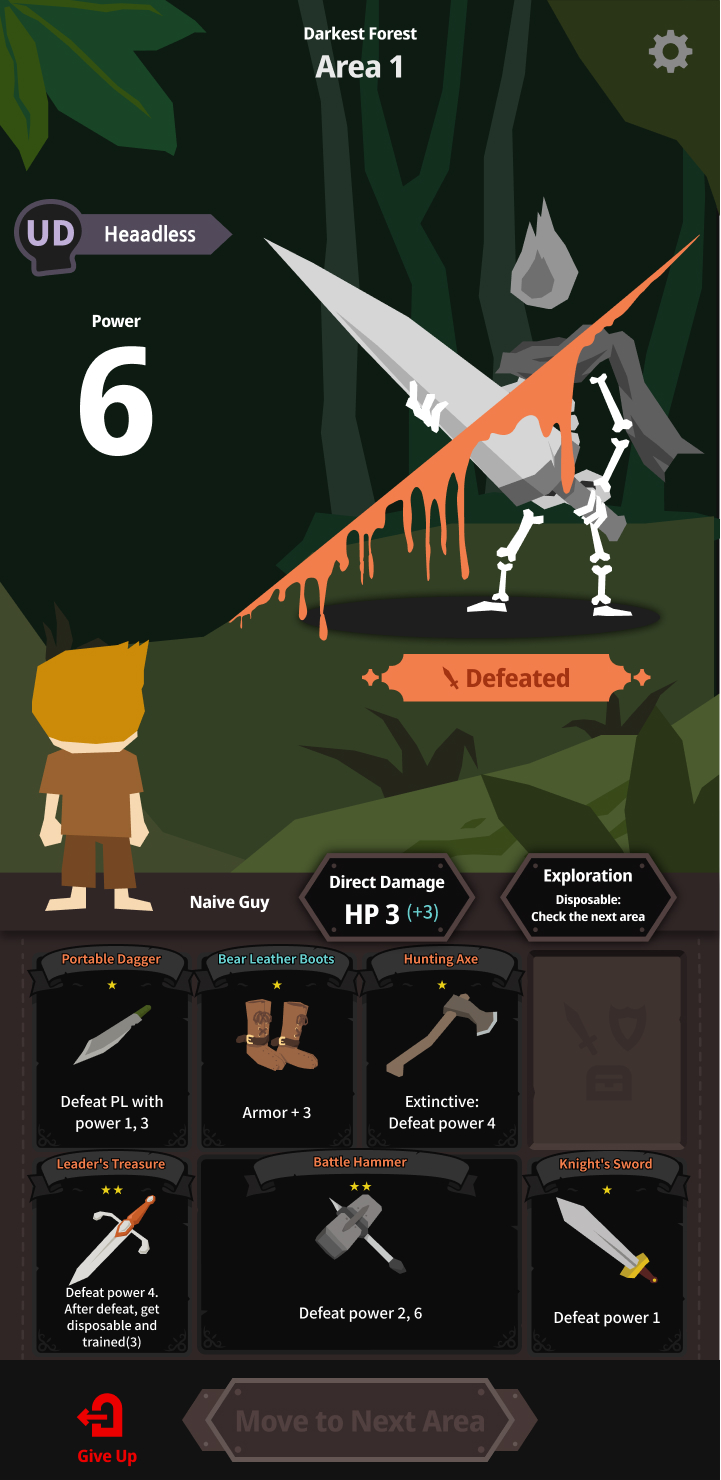 Darkest Forest
Area 1
UD
Heaadless
Power
6
Defeated
Naive Guy
Direct Damage
HP 3 (+3)
Exploration
Disposable:
Check the next area
Portable Dagger
Defeat PL with
power 1, 3
Bear Leather Boots
Armor + 3
Hunting Axe
Extinctive:
Defeat power 4
Leader's Treasure
Defeat power 4.
After defeat, get
disposable and
trained(3)
Battle Hammer
Defeat power 2, 6
Knight's Sword
Defeat power 1
Give Up
Move to Next Area